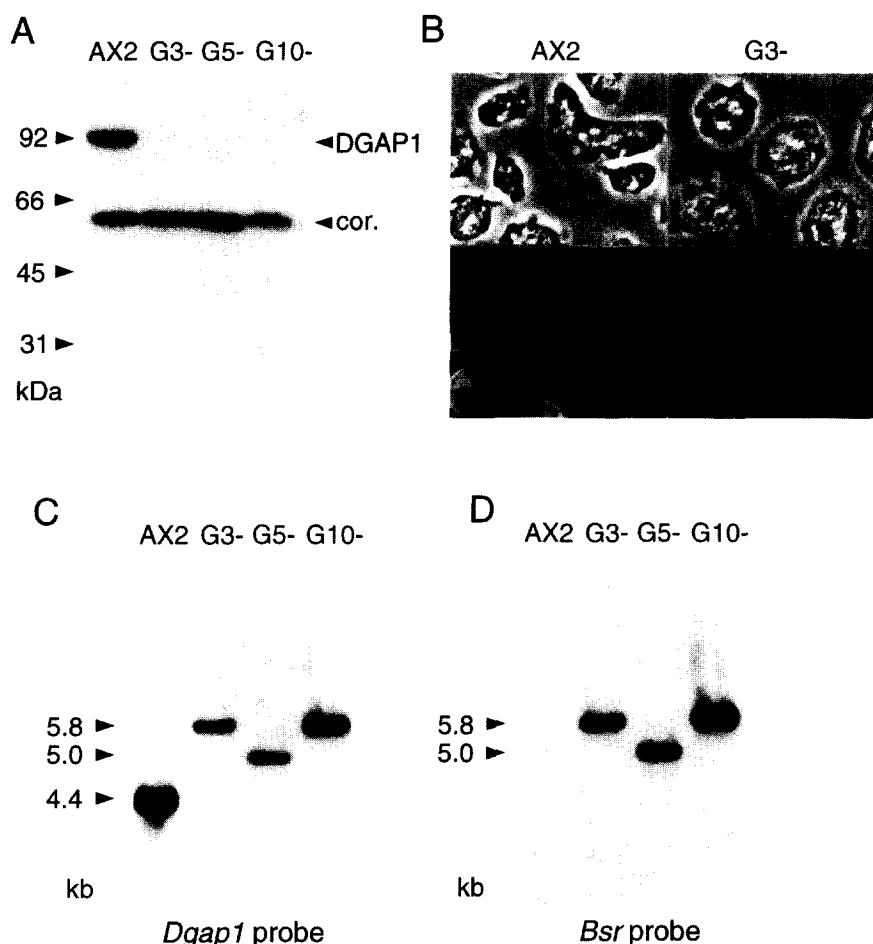 A
AX2 G3- G5- G10-
92
DGAP1
66
cor.
45
31
kDa
B
AX2 G3-
C
AX2 G3- G5- G10-
5.8
5.0
4.4
kb
Dgap1 probe
D
AX2 G3- G5- G10-
5.8
5.0
kb
Bsr probe